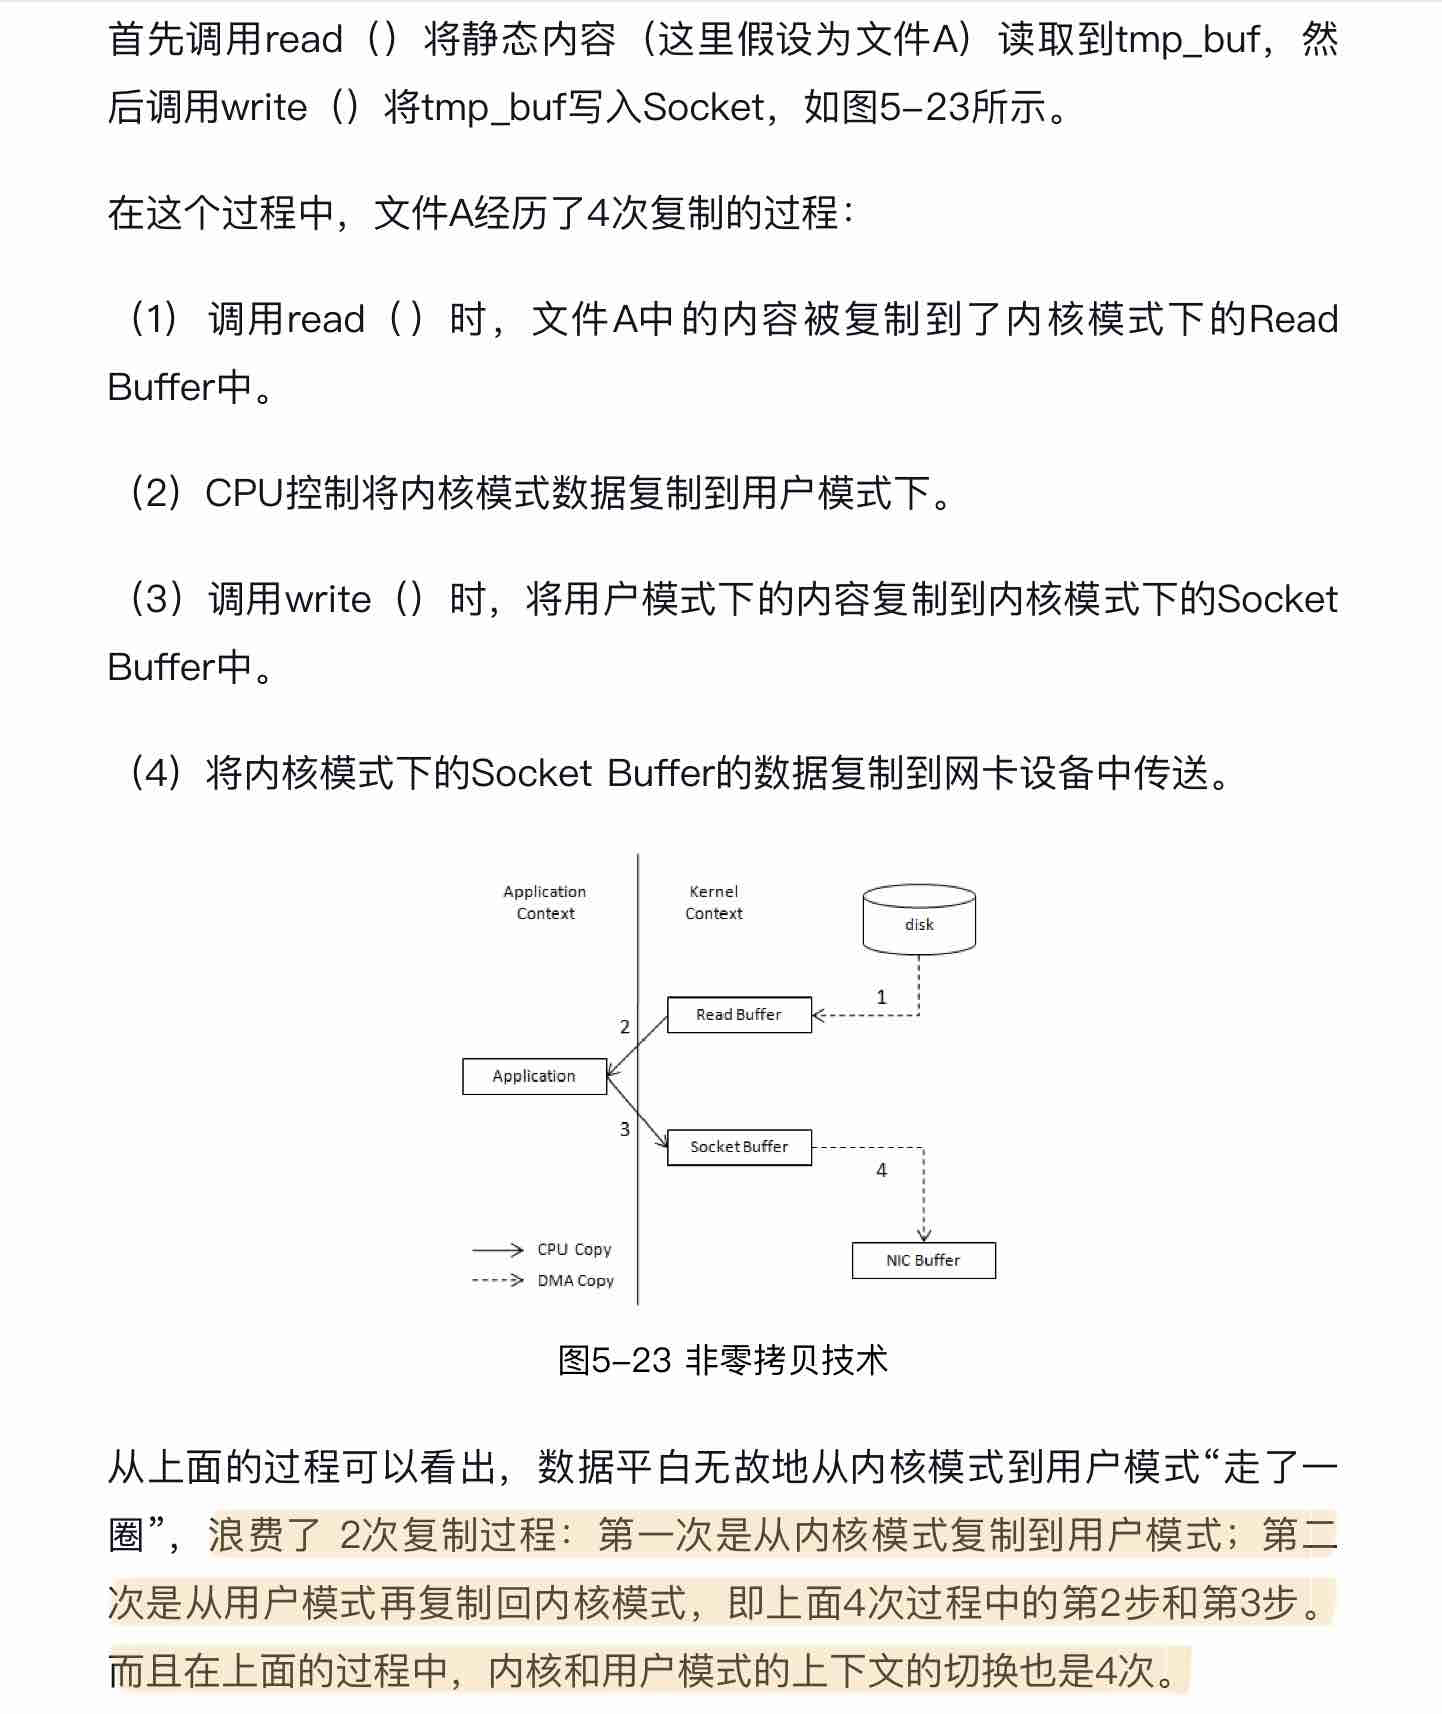 首先调用read（）将静态内容（这里假设为文件A）读取到tmp_buf，然
后调用write（）将tmp_buf写入Socket，如图5-23所示。
在这个过程中，文件A经历了4次复制的过程：
（1）调用read（）时，文件A中的内容被复制到了内核模式下的Read
Buffer中。
（2）CPU控制将内核模式数据复制到用户模式下。
（3）调用write（）时，将用户模式下的内容复制到内核模式下的Socket
Buffer中。
（4）将内核模式下的Socket Buffer的数据复制到网卡设备中传送。
Application
Context
Kernel
Context
disk
1
Read Buffer
2
Application
3
Socket Buffer
4
CPU Copy
NIC Buffer
DMA Copy
图5-23 非零拷贝技术
从上面的过程可以看出，数据平白无故地从内核模式到用户模式“走了一
圈”，浪费了 2次复制过程：第一次是从内核模式复制到用户模式；第二
次是从用户模式再复制回内核模式，即上面4次过程中的第2步和第3步。
而且在上面的过程中，内核和用户模式的上下文的切换也是4次。